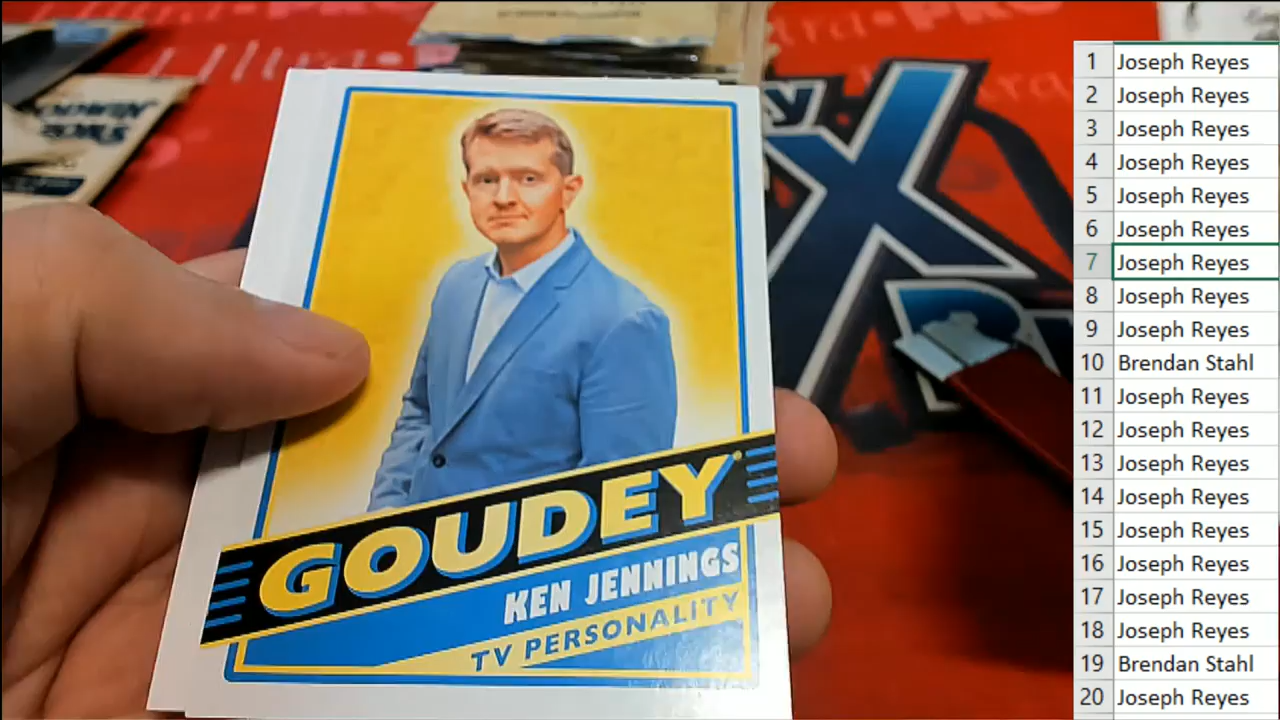 GOODWIN
GOUDEY
KEN JENNINGS
TV PERSONALITY
1 Joseph Reyes
2 Joseph Reyes
3 Joseph Reyes
4 Joseph Reyes
5 Joseph Reyes
6 Joseph Reyes
7 Joseph Reyes
8 Joseph Reyes
9 Joseph Reyes
10 Brendan Stahl
11 Joseph Reyes
12 Joseph Reyes
13 Joseph Reyes
14 Joseph Reyes
15 Joseph Reyes
16 Joseph Reyes
17 Joseph Reyes
18 Joseph Reyes
19 Brendan Stahl
20 Joseph Reyes